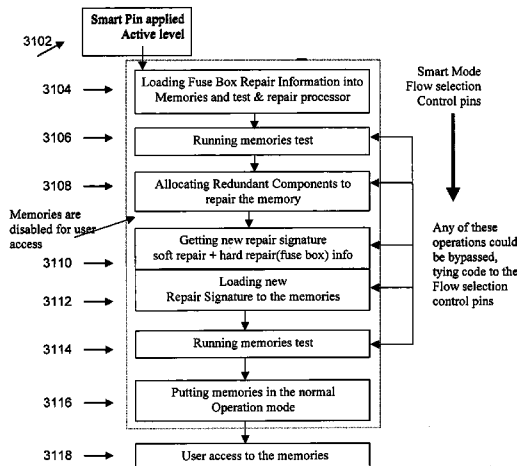 Smart Pin applied
Active level
3102
3104
Loading Fuse Box Repair Information into
Memories and test & repair processor
Smart Mode
Flow selection
Control pins
3106
Running memories test
3108
Allocating Redundant Components to
repair the memory
Memories are
disabled for user
access
3110
Getting new repair signature
soft repair + hard repair(fuse box) info
Any of these
operations could
be bypassed,
tying code to the
Flow selection
control pins
3112
Loading new
Repair Signature to the memories
3114
Running memories test
3116
Putting memories in the normal
Operation mode
3118
User access to the memories